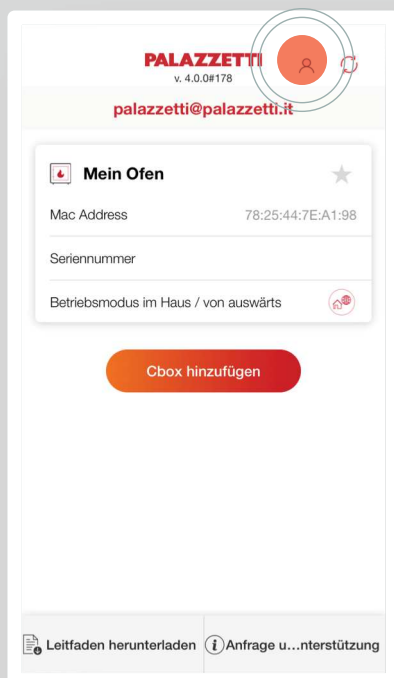 PALAZZETTI
v. 4.0.0#178
palazzetti@palazzetti.it
Mein Ofen
Mac Address 78:25:44:7E:A1:98
Seriennummer
Betriebsmodus im Haus / von auswärts
Cbox hinzufügen
Leitfaden herunterladen Anfrage u…nterstützung